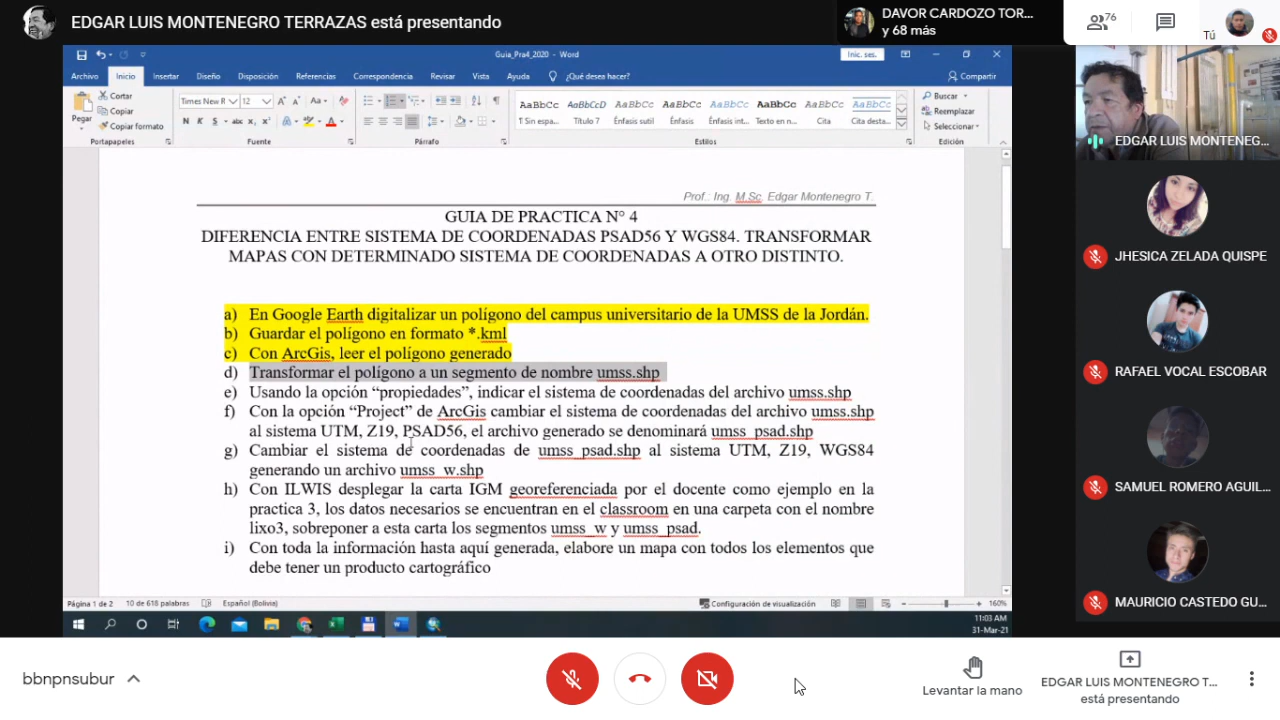 EDGAR LUIS MONTENEGRO TERRAZAS está presentando
DAVOR CARDOZO TOR...
y 68 más
76
Tú
Guia_Pra4_2020 - Word
Inic. ses.
Archivo Inicio Insertar Diseño Disposición Referencias Correspondencia Revisar Vista Ayuda ¿Qué desea hacer? Compartir
Pegar
Cortar
Copiar
Copiar formato
Portapapeles
Times New R 12
N K S abc x₂ x²
Fuente
Párrafo
AaBbCc AaBbCcD AaBbCc AaBbCc AaBbCc AaBbCc AaBbCc AaBbCc
¶ Sin espa... Título 7 Énfasis sutil Énfasis Énfasis int... Texto en n... Cita Cita desta...
Estilos
Buscar
Reemplazar
Seleccionar
Edición
Prof.: Ing. M.Sc. Edgar Montenegro T.
GUIA DE PRACTICA N° 4
DIFERENCIA ENTRE SISTEMA DE COORDENADAS PSAD56 Y WGS84. TRANSFORMAR
MAPAS CON DETERMINADO SISTEMA DE COORDENADAS A OTRO DISTINTO.
a) En Google Earth digitalizar un polígono del campus universitario de la UMSS de la Jordán.
b) Guardar el polígono en formato *.kml
c) Con ArcGis, leer el polígono generado
d) Transformar el polígono a un segmento de nombre umss.shp
e) Usando la opción “propiedades”, indicar el sistema de coordenadas del archivo umss.shp
f) Con la opción “Project” de ArcGis cambiar el sistema de coordenadas del archivo umss.shp
al sistema UTM, Z19, PSAD56, el archivo generado se denominará umss_psad.shp
g) Cambiar el sistema de coordenadas de umss_psad.shp al sistema UTM, Z19, WGS84
generando un archivo umss_w.shp
h) Con ILWIS desplegar la carta IGM georeferenciada por el docente como ejemplo en la
practica 3, los datos necesarios se encuentran en el classroom en una carpeta con el nombre
lixo3, sobreponer a esta carta los segmentos umss_w y umss_psad.
i) Con toda la información hasta aquí generada, elabore un mapa con todos los elementos que
debe tener un producto cartográfico
Página 1 de 2 10 de 618 palabras Español (Bolivia) Configuración de visualización 160%
11:03 AM
31-Mar-21
EDGAR LUIS MONTENEG...
JHESICA ZELADA QUISPE
RAFAEL VOCAL ESCOBAR
SAMUEL ROMERO AGUIL...
MAURICIO CASTEDO GU...
bbnpnsubur
Levantar la mano
EDGAR LUIS MONTENEGRO T...
está presentando